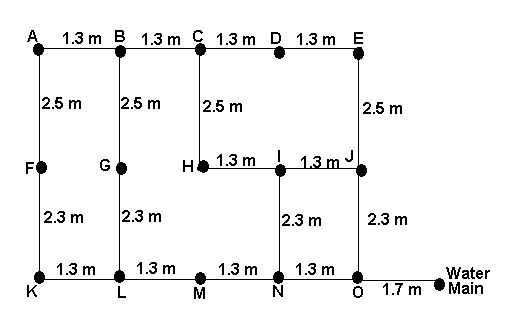 A B C D E
1.3 m 1.3 m 1.3 m 1.3 m
2.5 m 2.5 m 2.5 m 2.5 m
F G H 1.3 m I 1.3 m J
2.3 m 2.3 m 2.3 m 2.3 m
1.3 m 1.3 m 1.3 m 1.3 m Water
K L M N O 1.7 m Main